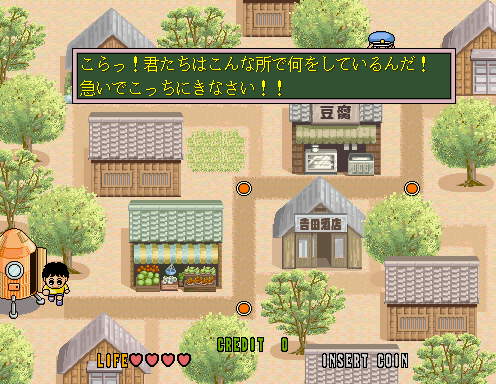 こらっ！君たちはこんな所で何をしているんだ！
急いでこっちにきなさい！！
豆腐
吉田酒店
CREDIT 0
LIFE
INSERT COIN